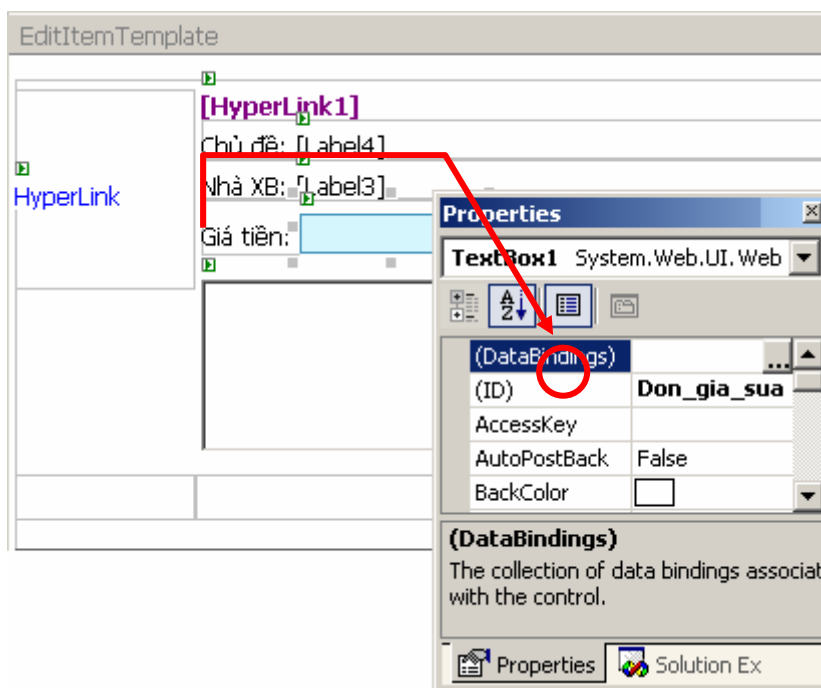 EditItemTemplate
[HyperLink1]
Chủ đề: [Label4]
HyperLink
Nhà XB: [Label3]
Giá tiền:
Properties
TextBox1 System.Web.UI.Web
(DataBindings) ...
(ID) Don_gia_sua
AccessKey
AutoPostBack False
BackColor
(DataBindings)
The collection of data bindings associat
with the control.
Properties Solution Ex